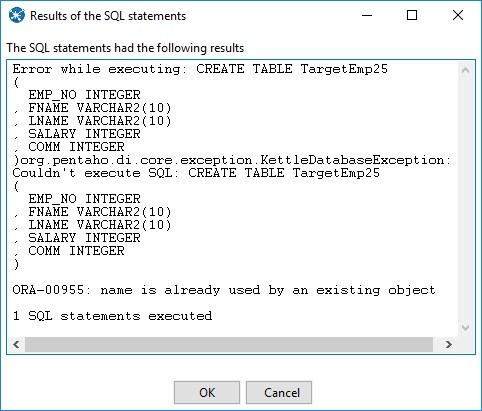 Results of the SQL statements
The SQL statements had the following results
Error while executing: CREATE TABLE TargetEmp25
(
  EMP_NO INTEGER
, FNAME VARCHAR2(10)
, LNAME VARCHAR2(10)
, SALARY INTEGER
, COMM INTEGER
)org.pentaho.di.core.exception.KettleDatabaseException:
Couldn't execute SQL: CREATE TABLE TargetEmp25
(
  EMP_NO INTEGER
, FNAME VARCHAR2(10)
, LNAME VARCHAR2(10)
, SALARY INTEGER
, COMM INTEGER
)
ORA-00955: name is already used by an existing object
1 SQL statements executed
OK Cancel